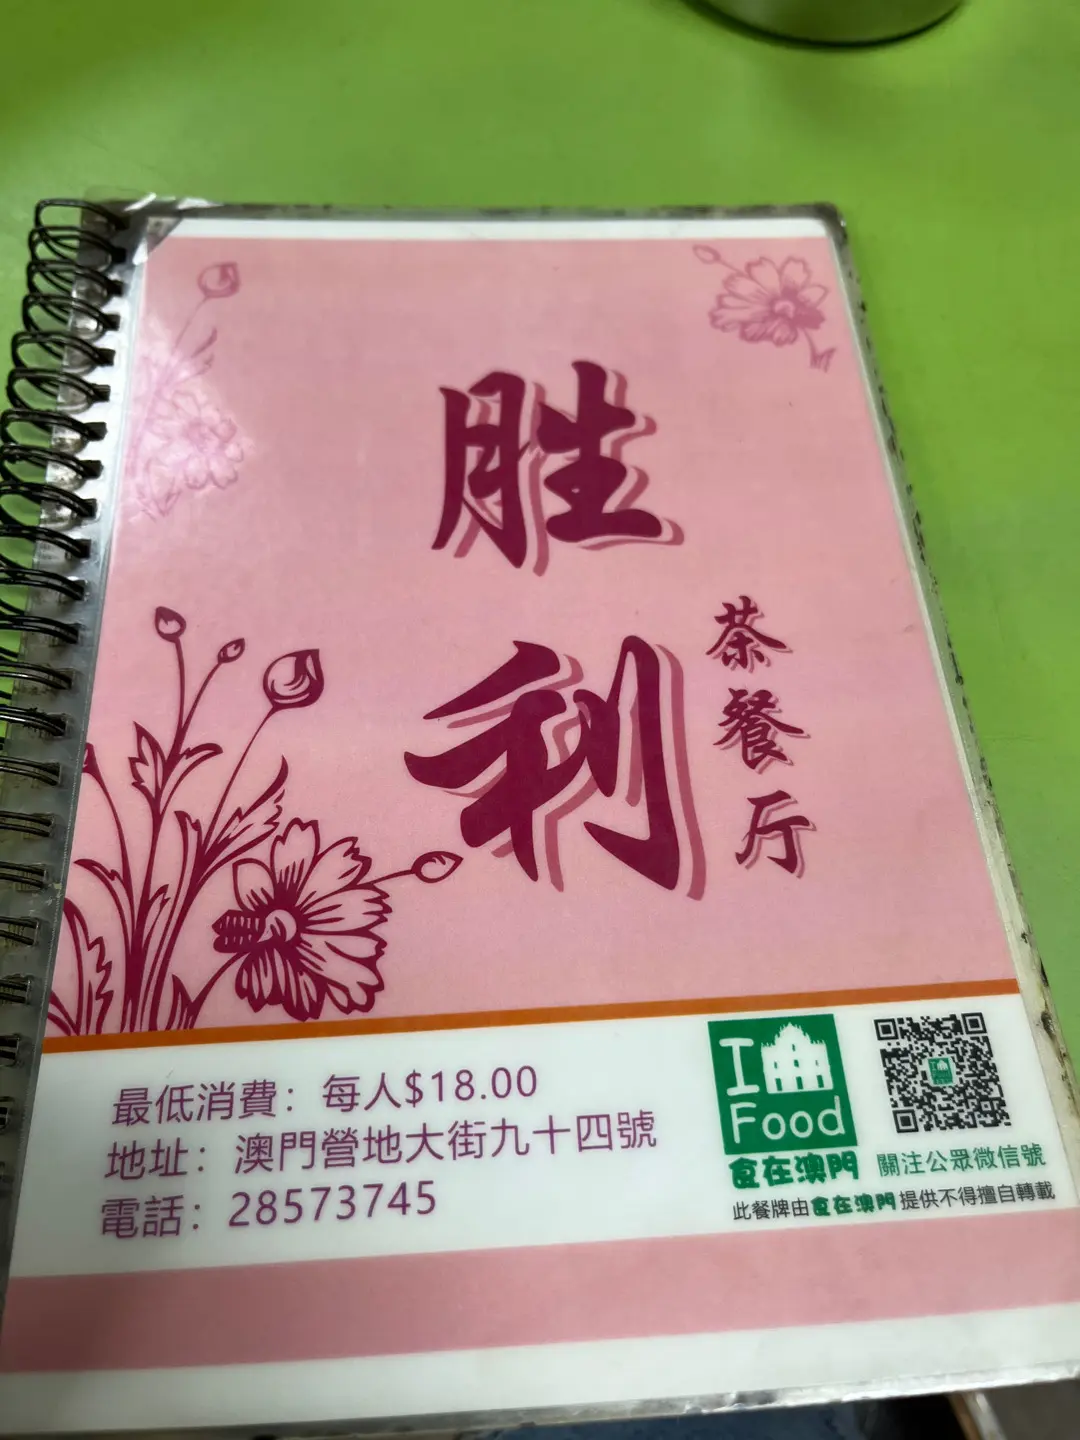 胜利
茶餐厅
最低消費：每人$18.00
地址：澳門營地大街九十四號
電話：28573745
I Food
食在澳門
關注公眾微信號
此餐牌由食在澳門提供不得擅自轉載